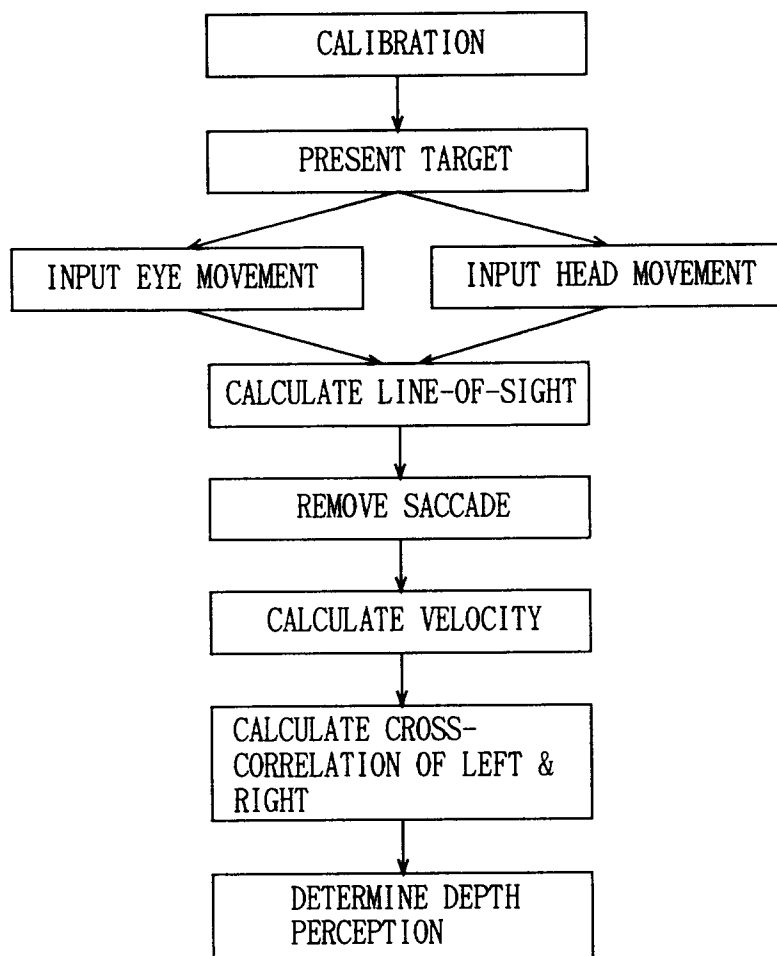 CALIBRATION
PRESENT TARGET
INPUT EYE MOVEMENT
INPUT HEAD MOVEMENT
CALCULATE LINE-OF-SIGHT
REMOVE SACCADE
CALCULATE VELOCITY
CALCULATE CROSS-
CORRELATION OF LEFT &
RIGHT
DETERMINE DEPTH
PERCEPTION